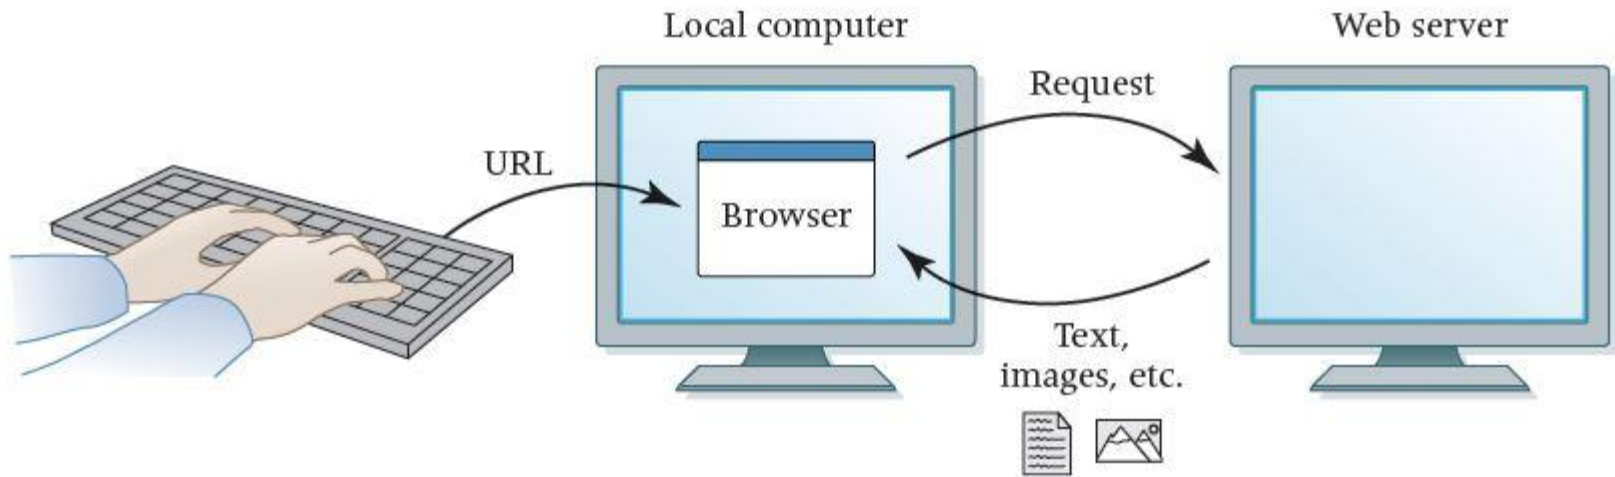 Local computer
Web server
Request
URL
Browser
Text,
images, etc.